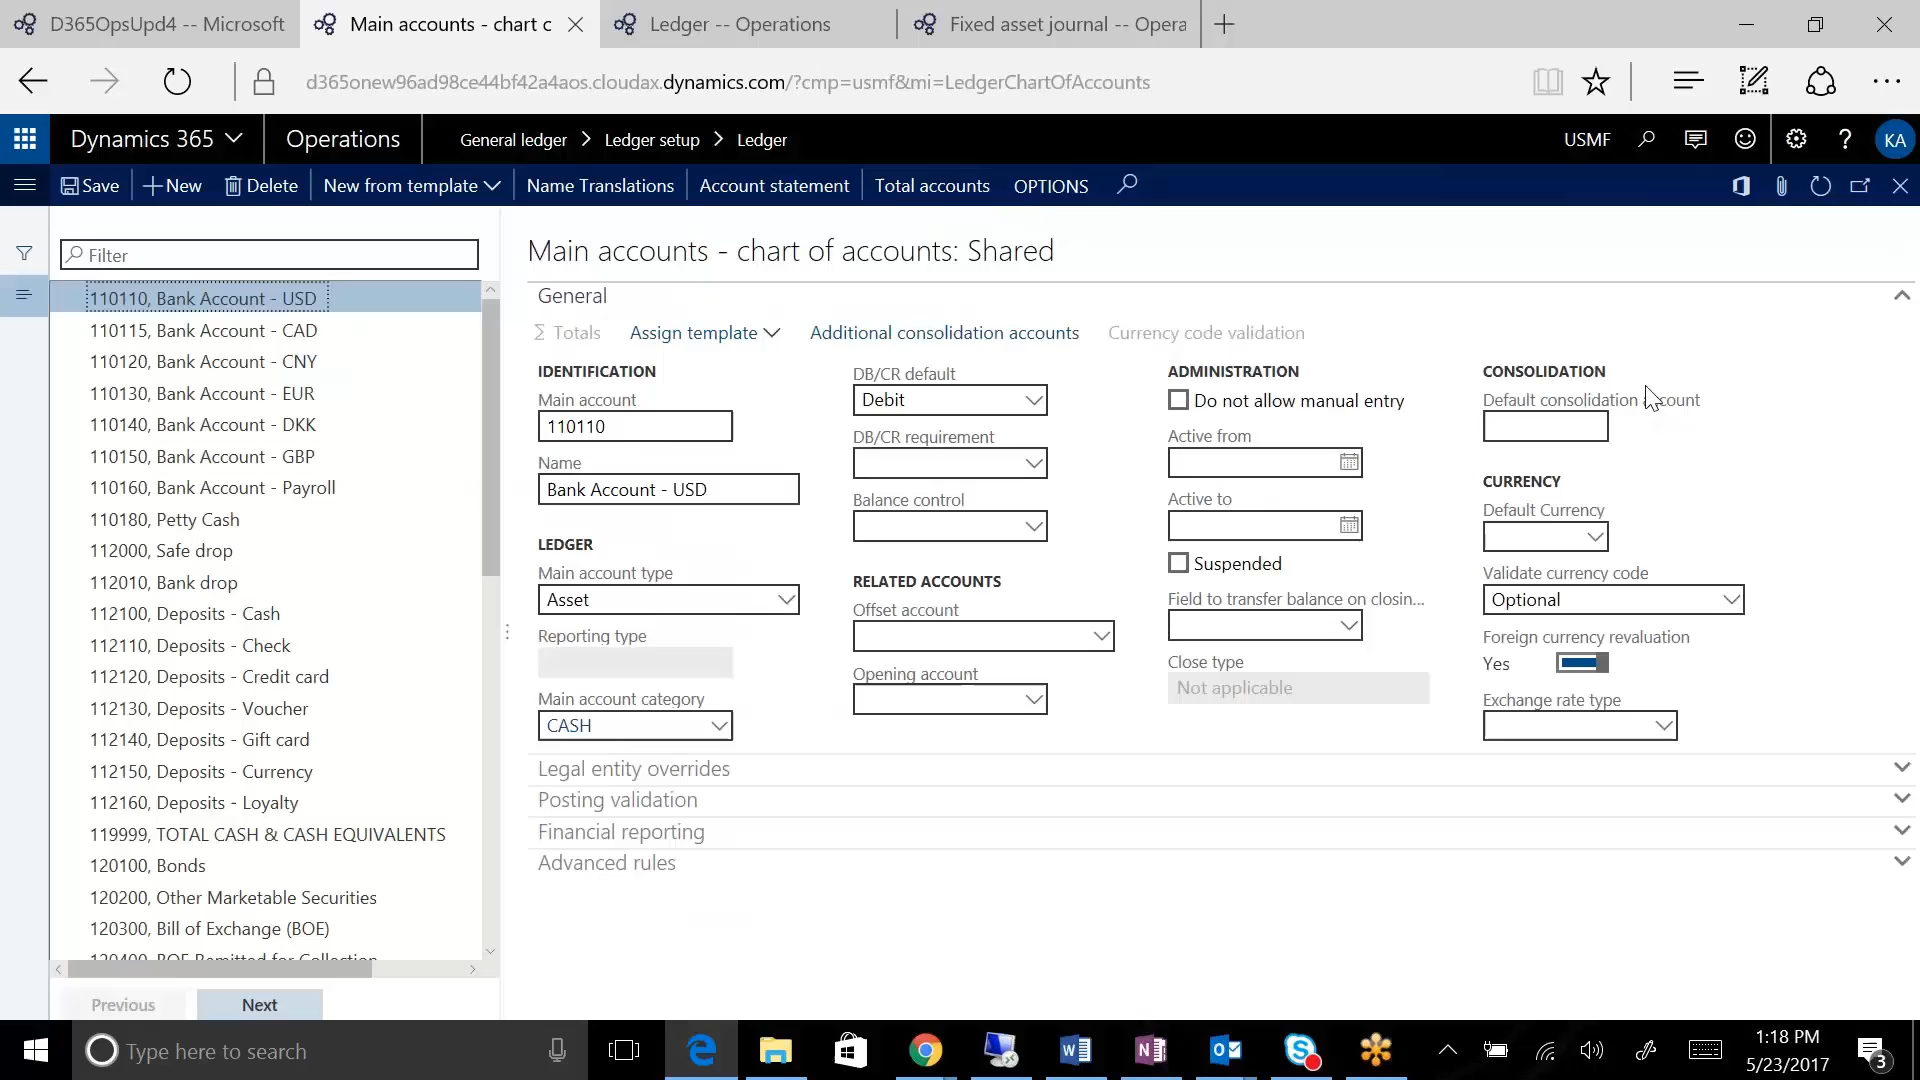 D365OpsUpd4 -- Microsoft
Main accounts - chart c
Ledger -- Operations
Fixed asset journal -- Opera
d365onew96ad98ce44bf42a4aos.cloudax.dynamics.com/?cmp=usmf&mi=LedgerChartOfAccounts
Dynamics 365
Operations
General ledger > Ledger setup > Ledger
USMF
KA
Save
New
Delete
New from template
Name Translations
Account statement
Total accounts
OPTIONS
Filter
110110, Bank Account - USD
110115, Bank Account - CAD
110120, Bank Account - CNY
110130, Bank Account - EUR
110140, Bank Account - DKK
110150, Bank Account - GBP
110160, Bank Account - Payroll
110180, Petty Cash
112000, Safe drop
112010, Bank drop
112100, Deposits - Cash
112110, Deposits - Check
112120, Deposits - Credit card
112130, Deposits - Voucher
112140, Deposits - Gift card
112150, Deposits - Currency
112160, Deposits - Loyalty
119999, TOTAL CASH & CASH EQUIVALENTS
120100, Bonds
120200, Other Marketable Securities
120300, Bill of Exchange (BOE)
120400, BOE Remitted for Collection
Previous
Next
Main accounts - chart of accounts: Shared
General
Σ Totals
Assign template
Additional consolidation accounts
Currency code validation
IDENTIFICATION
Main account
110110
Name
Bank Account - USD
LEDGER
Main account type
Asset
Reporting type
Main account category
CASH
DB/CR default
Debit
DB/CR requirement
Balance control
RELATED ACCOUNTS
Offset account
Opening account
ADMINISTRATION
Do not allow manual entry
Active from
Active to
Suspended
Field to transfer balance on closin...
Close type
Not applicable
CONSOLIDATION
Default consolidation account
CURRENCY
Default Currency
Validate currency code
Optional
Foreign currency revaluation
Yes
Exchange rate type
Legal entity overrides
Posting validation
Financial reporting
Advanced rules
Type here to search
1:18 PM
5/23/2017
3